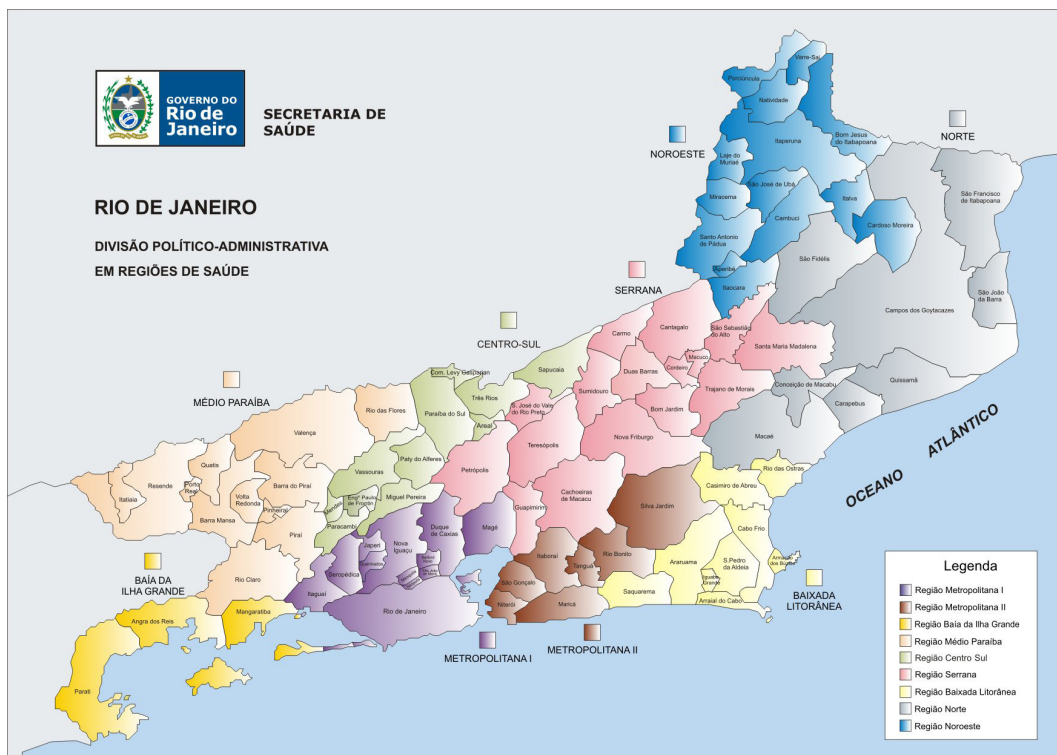 GOVERNO DO
Rio de
Janeiro
SECRETARIA DE
SAÚDE
RIO DE JANEIRO
DIVISÃO POLÍTICO-ADMINISTRATIVA
EM REGIÕES DE SAÚDE
NOROESTE
NORTE
SERRANA
CENTRO-SUL
MÉDIO PARAÍBA
BAÍA DA
ILHA GRANDE
METROPOLITANA I
METROPOLITANA II
BAIXADA
LITORÂNEA
OCEANO ATLÂNTICO
Varre-Sai
Porciúncula
Natividade
Itaperuna
Bom Jesus
do Itabapoana
Laje do
Muriaé
São José de Ubá
Miracema
Italva
Cambuci
Cardoso Moreira
Santo Antonio
de Pádua
Aperibé
Itaocara
São Francisco
de Itabapoana
São Fidélis
São João
da Barra
Campos dos Goytacazes
Quissamã
Conceição de Macabu
Carapebus
Macaé
Carmo
Cantagalo
São Sebastião
do Alto
Santa Maria Madalena
Macuco
Cordeiro
Duas Barras
Sumidouro
Trajano de Morais
Bom Jardim
Nova Friburgo
S. José do Vale
do Rio Preto
Teresópolis
Petrópolis
Cachoeiras
de Macacu
Guapimirim
Sapucaia
Com. Levy Gasparian
Três Rios
Paraíba do Sul
Areal
Paty do Alferes
Vassouras
Miguel Pereira
Engº Paulo
de Frontin
Mendes
Paracambi
Rio das Flores
Valença
Quatis
Resende
Itatiaia
Porto
Real
Barra do Piraí
Volta
Redonda
Pinheiral
Barra Mansa
Piraí
Rio Claro
Mangaratiba
Angra dos Reis
Parati
Duque
de Caxias
Magé
Nova
Iguaçu
Japeri
Queimados
Seropédica
Itaguaí
Rio de Janeiro
Itaboraí
São Gonçalo
Niterói
Maricá
Tanguá
Rio Bonito
Silva Jardim
Rio das Ostras
Casimiro de Abreu
Cabo Frio
Armação
dos Búzios
S.Pedro
da Aldeia
Araruama
Iguaba
Grande
Saquarema
Arraial do Cabo
Legenda
Região Metropolitana I
Região Metropolitana II
Região Baía da Ilha Grande
Região Médio Paraíba
Região Centro Sul
Região Serrana
Região Baixada Litorânea
Região Norte
Região Noroeste